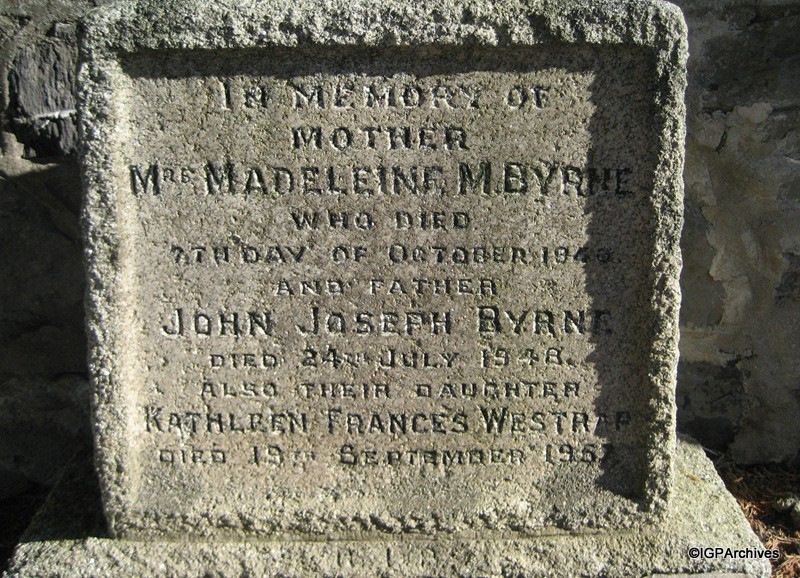 IN MEMORY OF
MOTHER
MRS MADELEINE M. BYRNE
WHO DIED
7TH DAY OF OCTOBER
AND FATHER
JOHN JOSEPH BYRNE
DIED 24TH JULY 1948.
ALSO THEIR DAUGHTER
KATHLEEN FRANCES WESTRAP
DIED 19TH SEPTEMBER
©IGPArchives